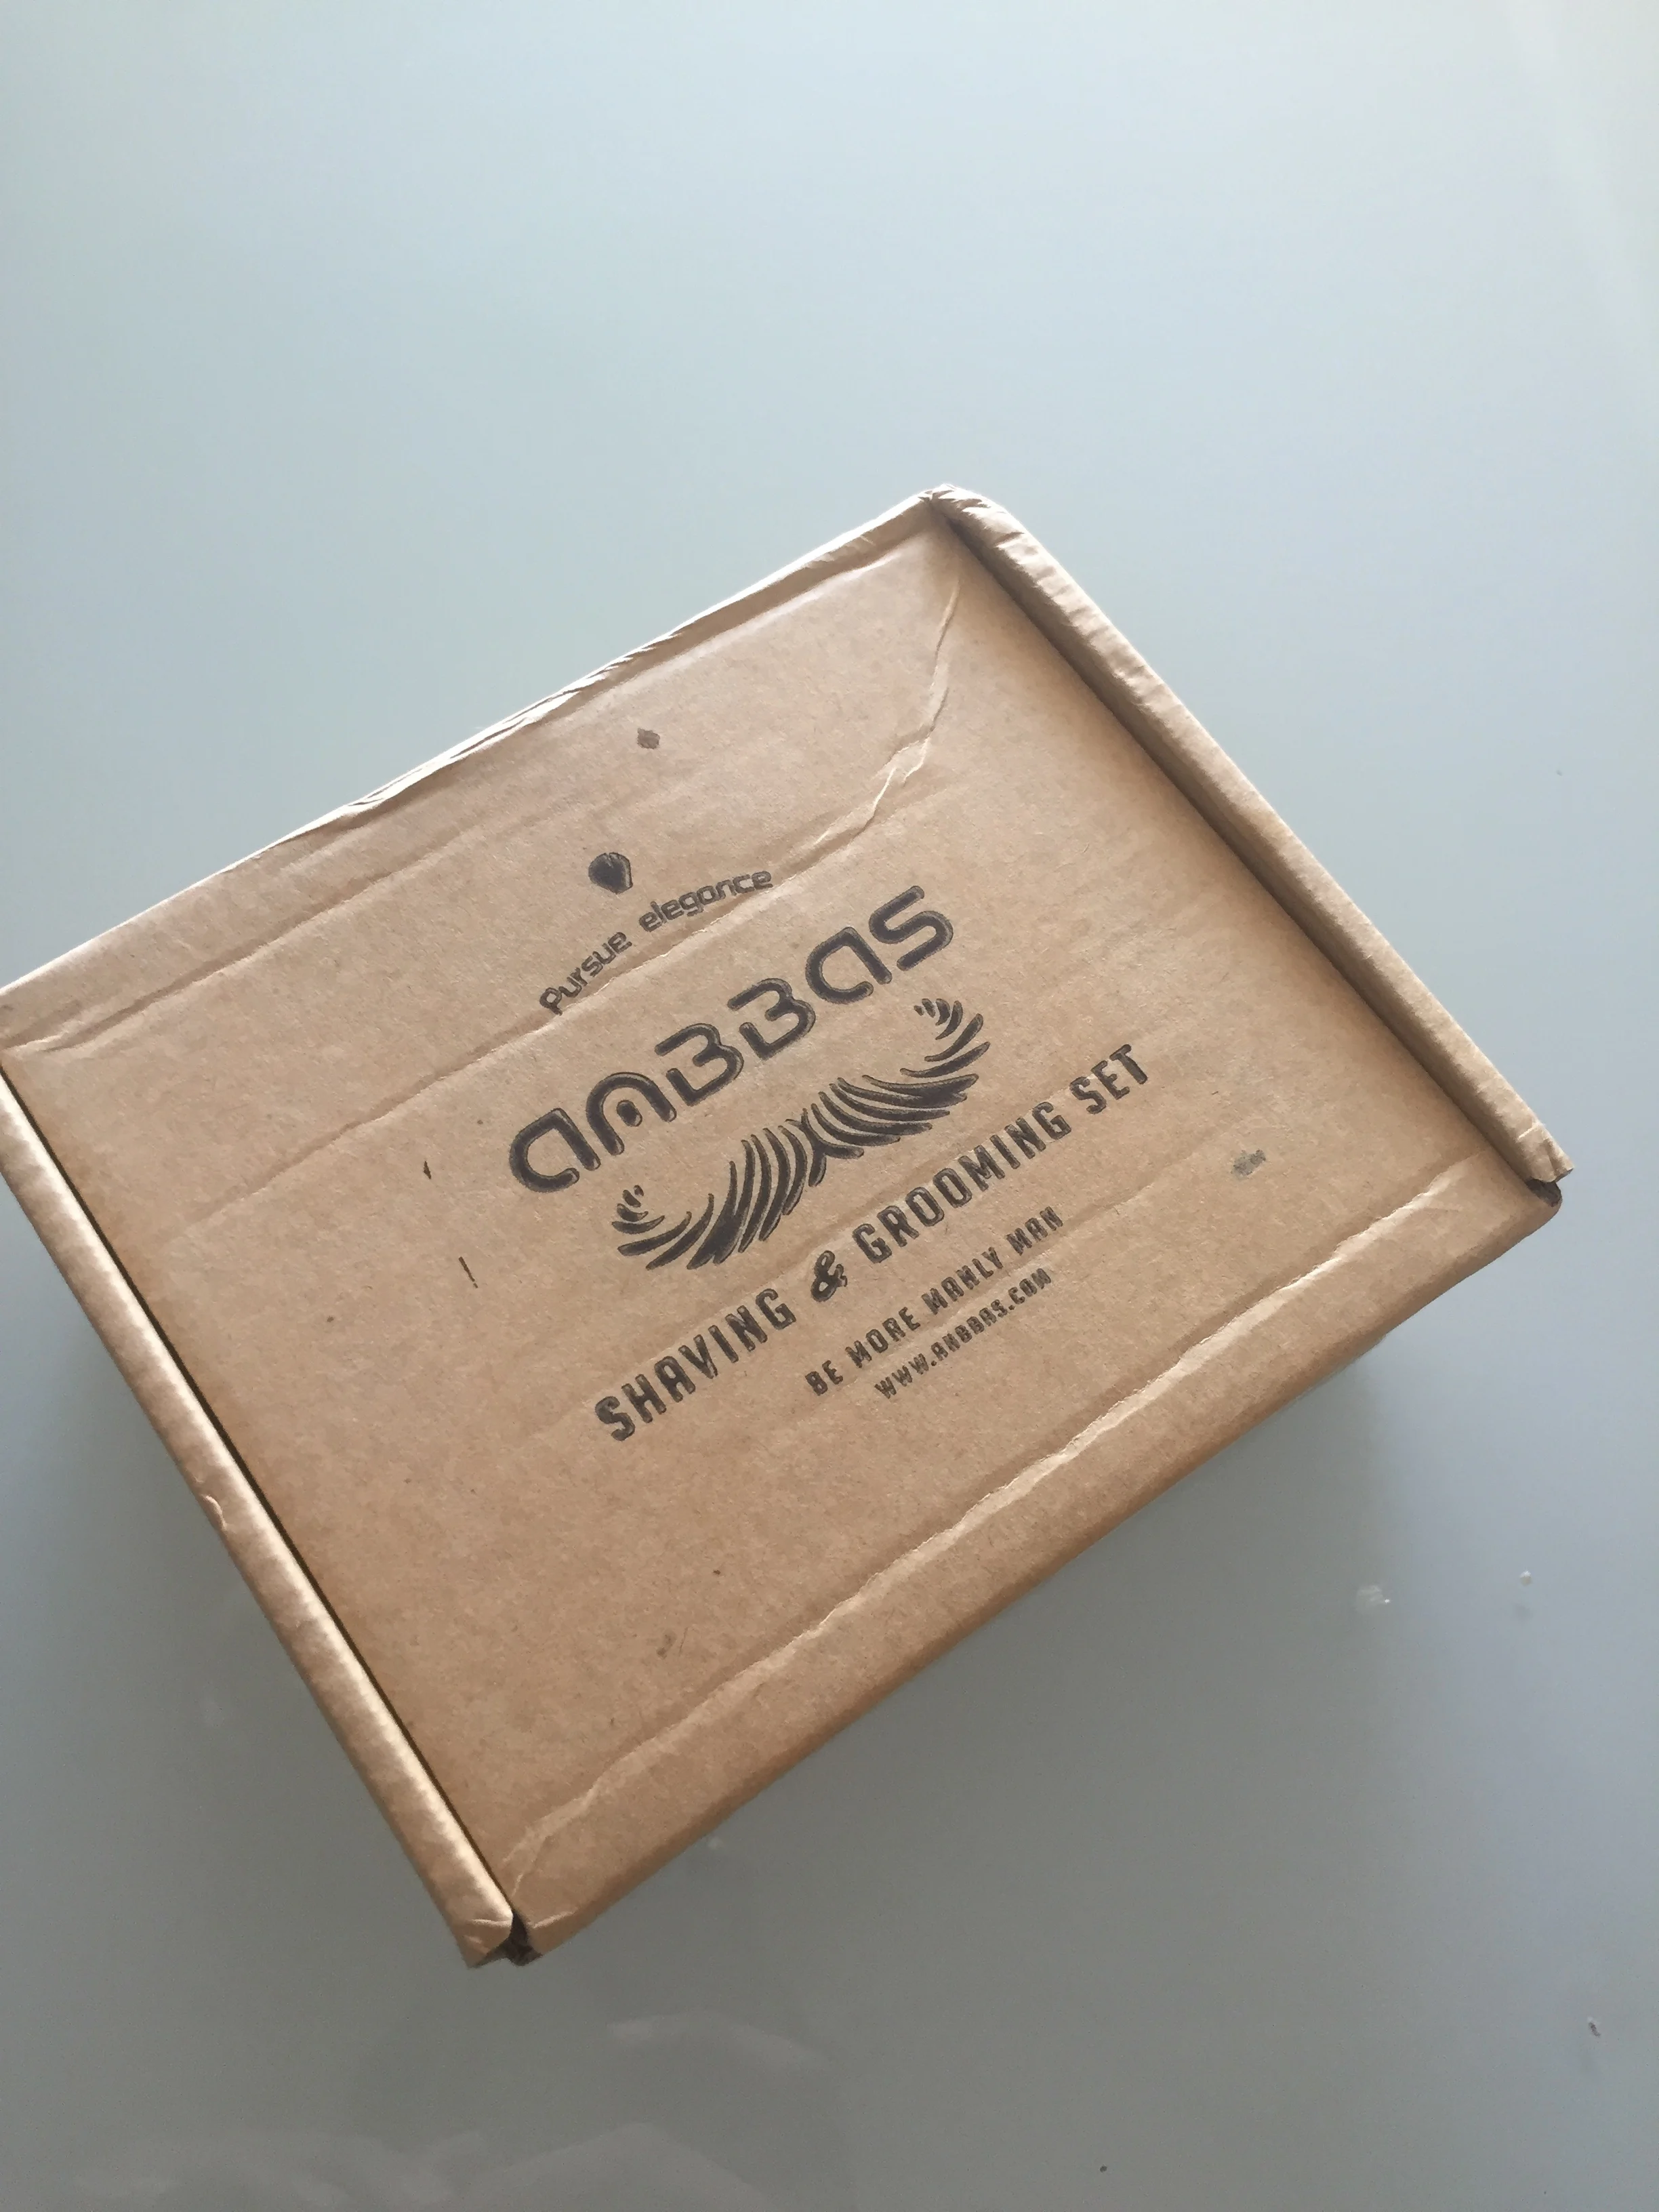 Pursue elegance
aNBBas
SHAVING & GROOMING SET
BE MORE MANLY MAN
WWW.ANBBAS.COM